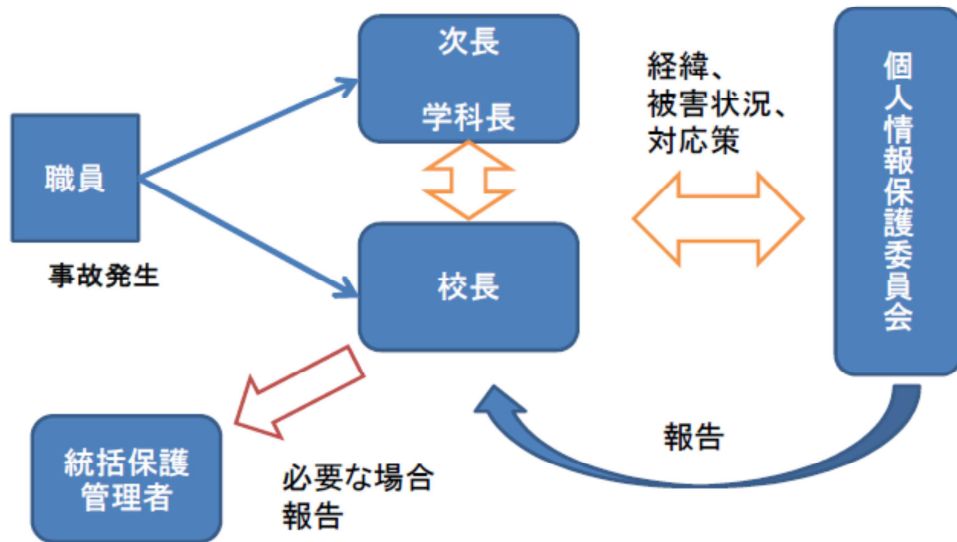 職員
事故発生
次長
学科長
校長
経緯、
被害状況、
対応策
個人情報保護委員会
報告
必要な場合
報告
統括保護
管理者